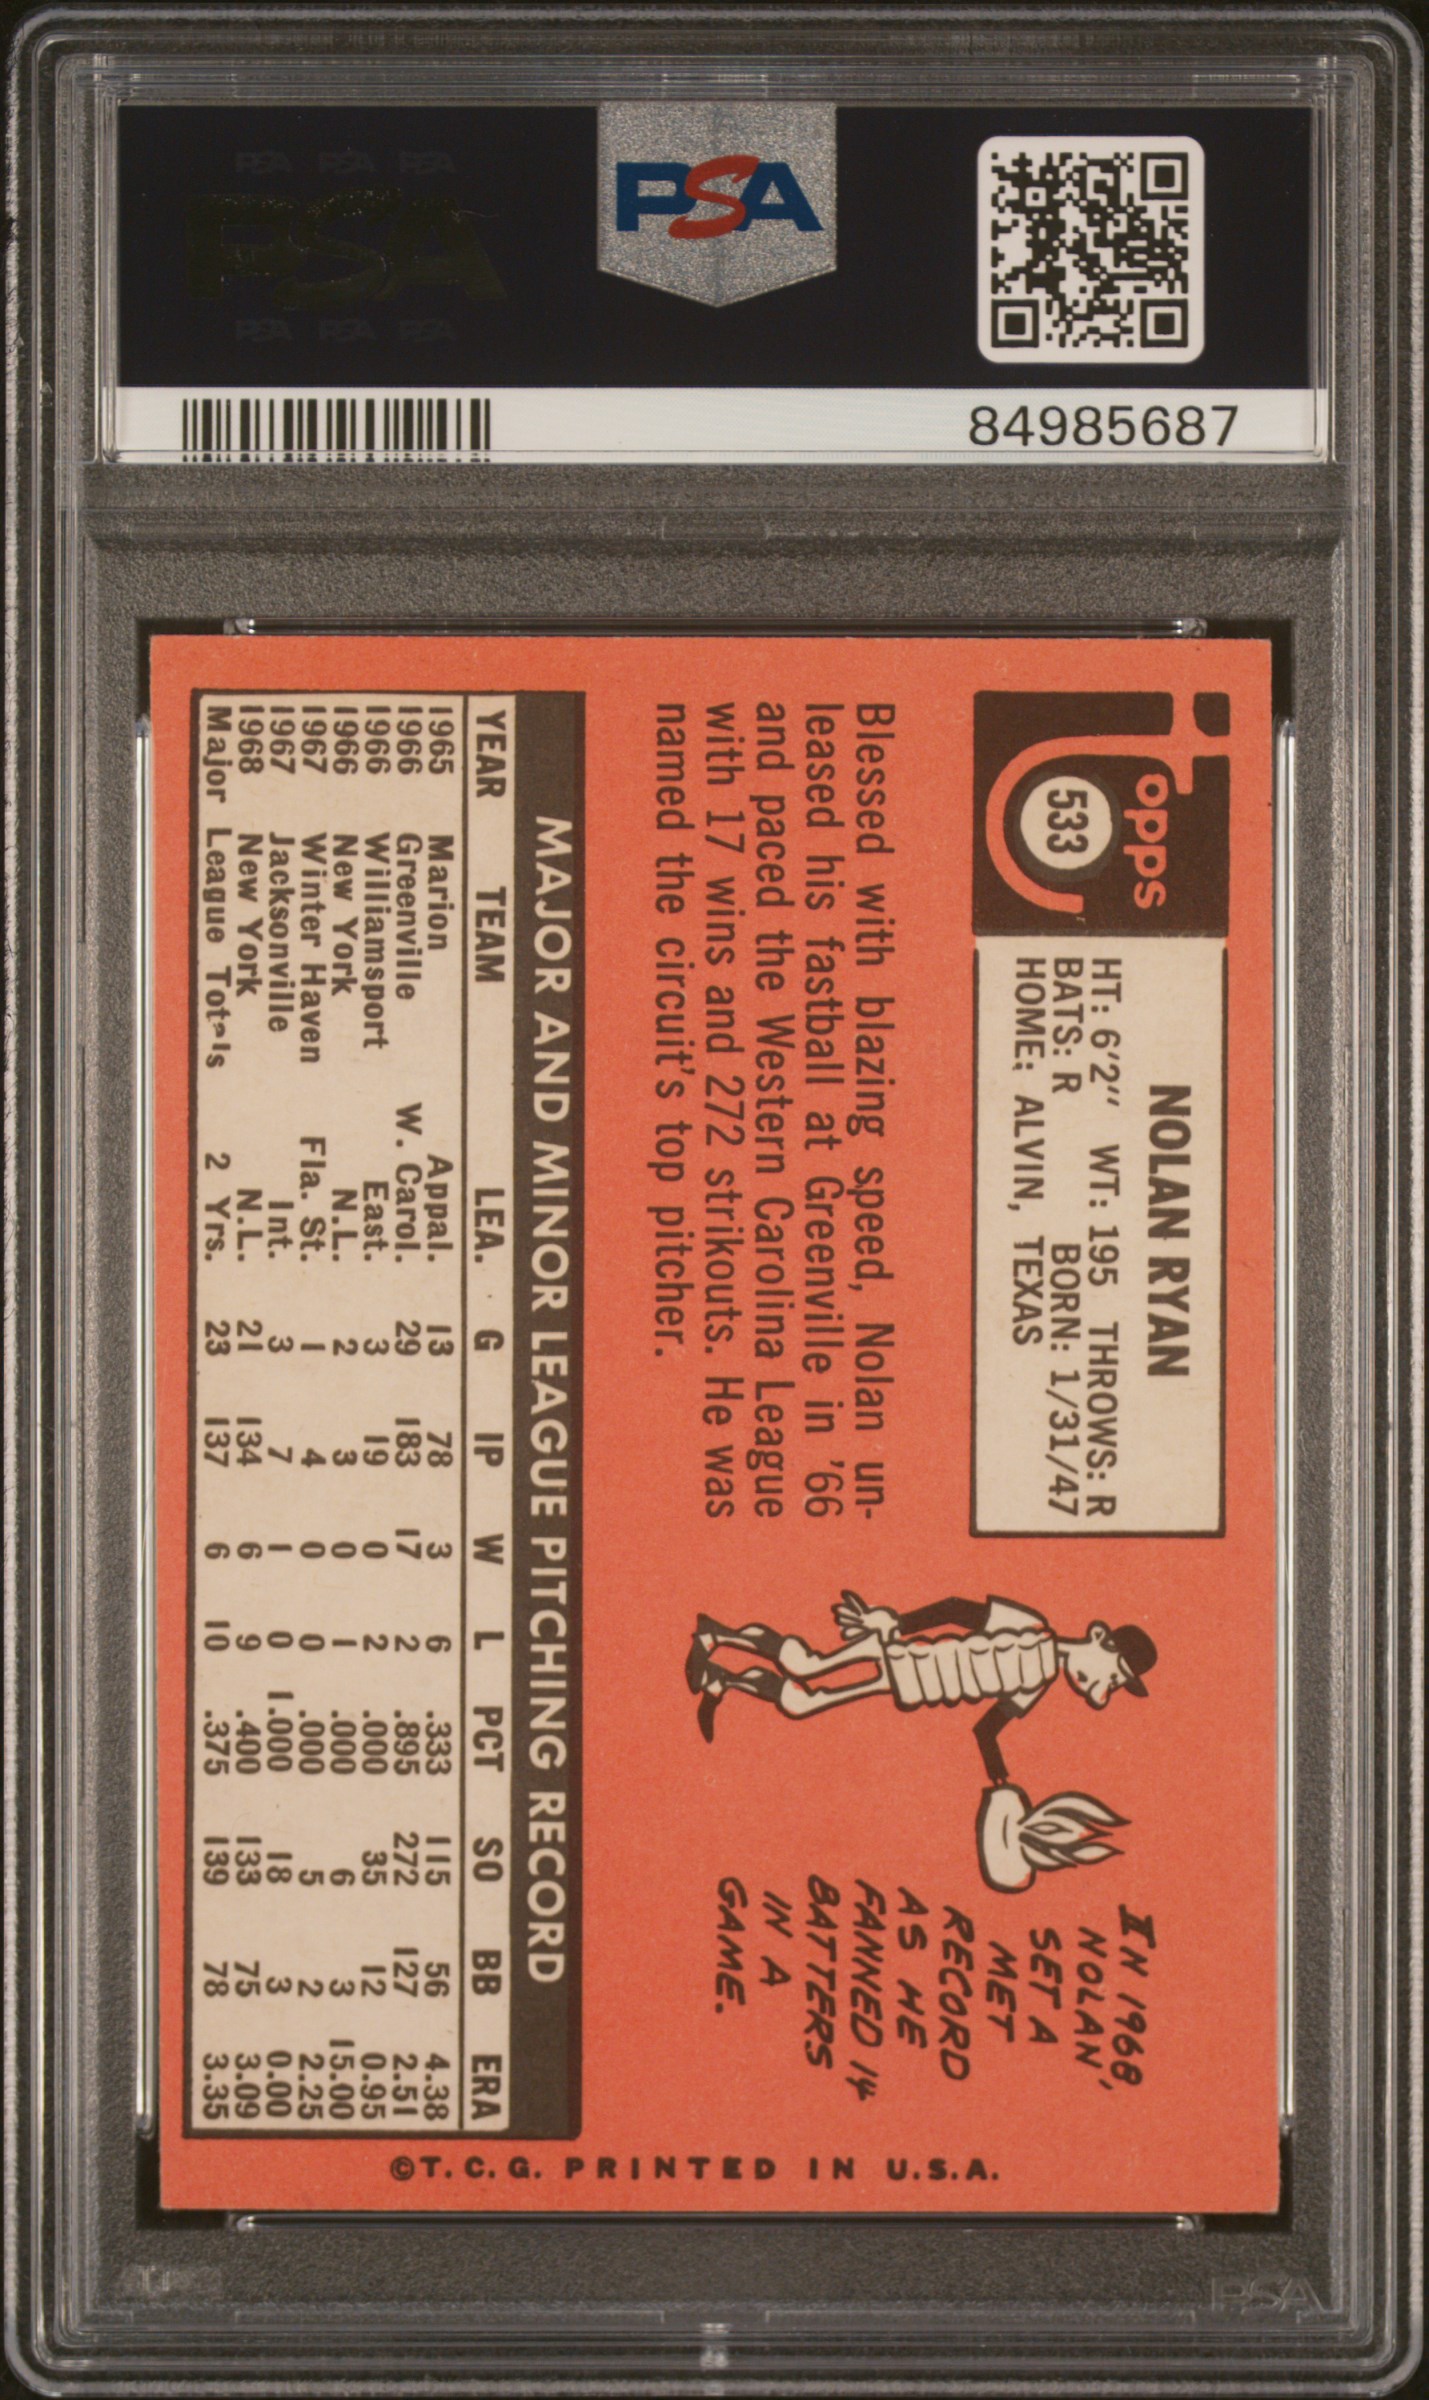 PSA PSA PSA
PSA
PSA PSA PSA
PSA
84985687
Topps
533
NOLAN RYAN
HT: 6'2" WT: 195 THROWS: R
BATS: R BORN: 1/31/47
HOME: ALVIN, TEXAS
Blessed with blazing speed, Nolan un-
leased his fastball at Greenville in '66
and paced the Western Carolina League
with 17 wins and 272 strikouts. He was
named the circuit's top pitcher.
IN 1968,
NOLAN
SET A
MET
RECORD
AS HE
FANNED 14
BATTERS
IN A
GAME.
MAJOR AND MINOR LEAGUE PITCHING RECORD
YEAR TEAM LEA. G IP W L PCT SO BB ERA
1965 Marion Appal. 13 78 3 6 .333 115 56 4.38
1966 Greenville W. Carol. 29 183 17 2 .895 272 127 2.51
1966 Williamsport East. 3 19 0 2 .000 35 12 0.95
1966 New York N.L. 2 3 0 1 .000 6 3 15.00
1967 Winter Haven Fla. St. 1 4 0 0 .000 5 2 2.25
1967 Jacksonville Int. 3 7 1 0 1.000 18 3 0.00
1968 New York N.L. 21 134 6 9 .400 133 75 3.09
Major League Totals 2 Yrs. 23 137 6 10 .375 139 78 3.35
©T.C.G. PRINTED IN U.S.A.
PSA